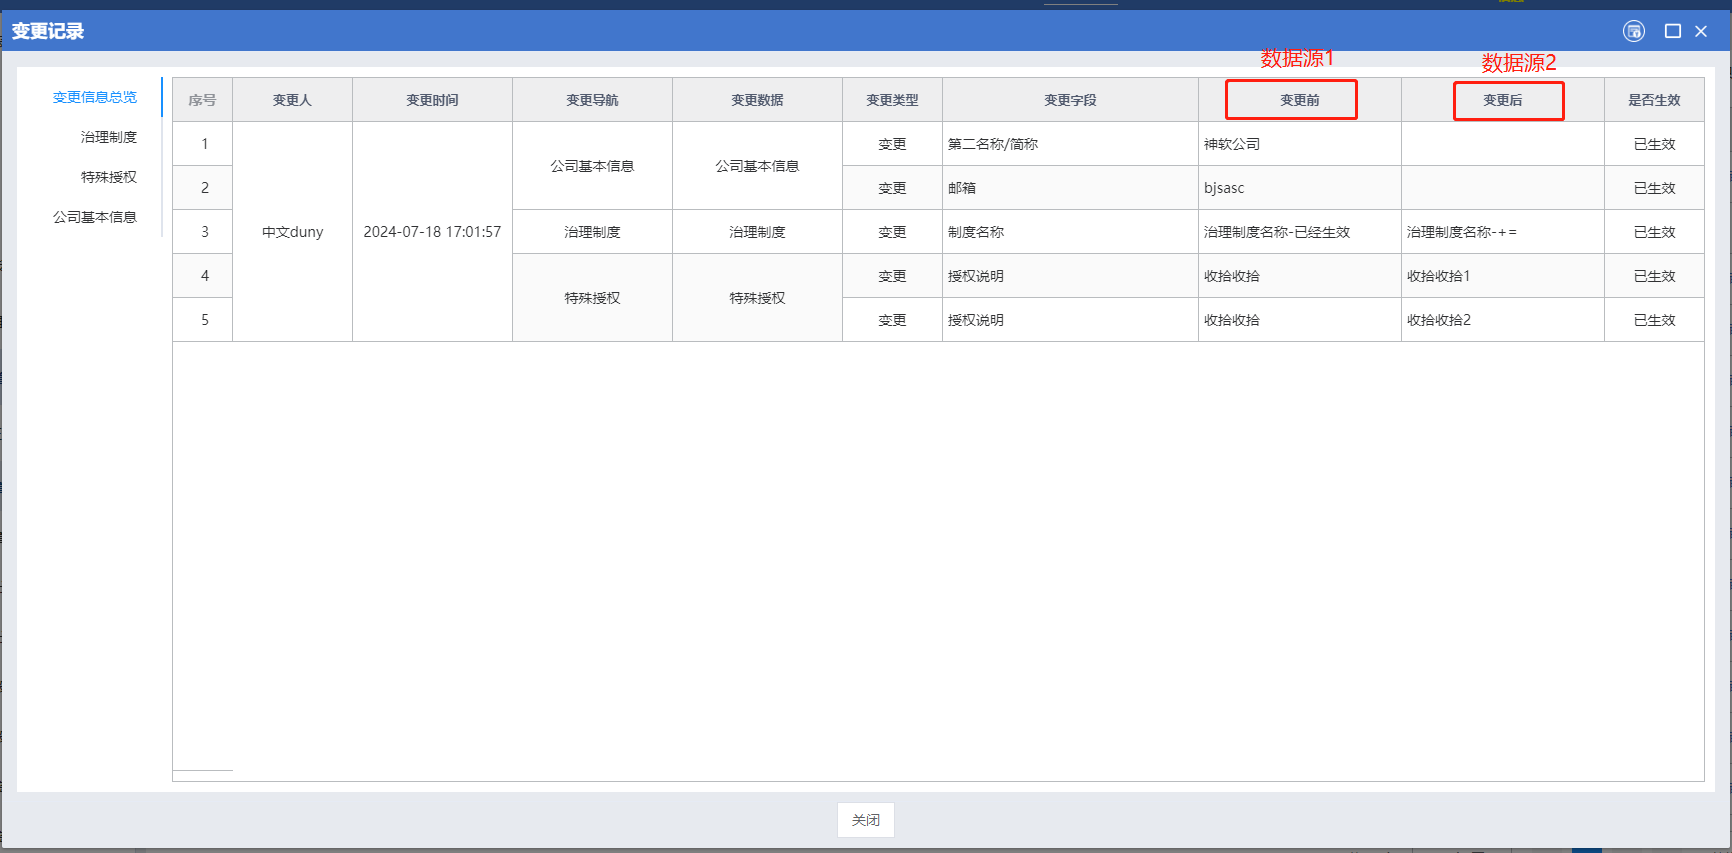 变更记录
数据源1
数据源2
变更信息总览
治理制度
特殊授权
公司基本信息
序号 变更人 变更时间 变更导航 变更数据 变更类型 变更字段 变更前 变更后 是否生效
1 中文duny 2024-07-18 17:01:57 公司基本信息 公司基本信息 变更 第二名称/简称 神软公司 已生效
2 变更 邮箱 bjsasc 已生效
3 治理制度 治理制度 变更 制度名称 治理制度名称-已经生效 治理制度名称-+= 已生效
4 特殊授权 特殊授权 变更 授权说明 收拾收拾 收拾收拾1 已生效
5 变更 授权说明 收拾收拾 收拾收拾2 已生效
关闭